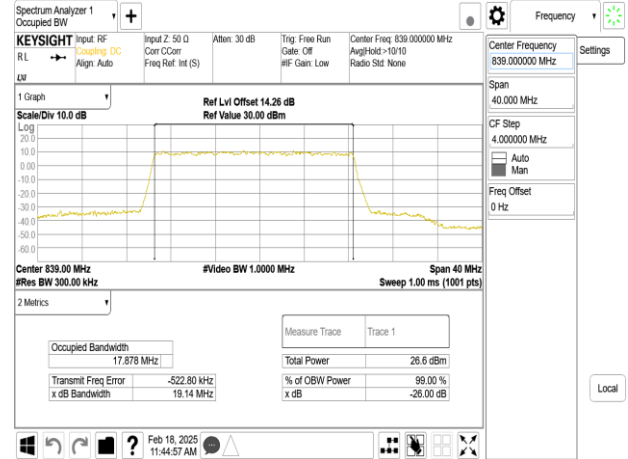 Spectrum Analyzer 1
Occupied BW
Frequency
KEYSIGHT
RL
LXI
Input: RF
Coupling: DC
Align: Auto
Input Z: 50 Ω
Corr CCorr
Freq Ref: Int (S)
Atten: 30 dB
Trig: Free Run
Gate: Off
#IF Gain: Low
Center Freq: 839.000000 MHz
Avg|Hold:>10/10
Radio Std: None
Center Frequency
839.000000 MHz
Settings
Span
40.000 MHz
CF Step
4.000000 MHz
Auto
Man
Freq Offset
0 Hz
Local
1 Graph
Scale/Div 10.0 dB
Ref Lvl Offset 14.26 dB
Ref Value 30.00 dBm
Log
20.0
10.0
0.00
-10.0
-20.0
-30.0
-40.0
-50.0
-60.0
Center 839.00 MHz
#Video BW 1.0000 MHz
Span 40 MHz
#Res BW 300.00 kHz
Sweep 1.00 ms (1001 pts)
2 Metrics
Measure Trace
Trace 1
Occupied Bandwidth
17.878 MHz
Total Power
26.6 dBm
Transmit Freq Error
-522.80 kHz
% of OBW Power
99.00 %
x dB Bandwidth
19.14 MHz
x dB
-26.00 dB
?
Feb 18, 2025
11:44:57 AM